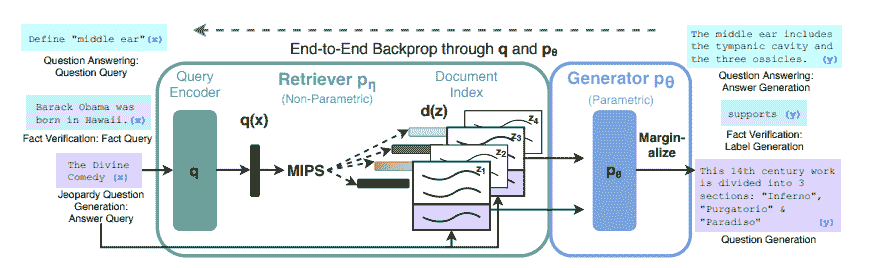 Define "middle ear" (x)
Question Answering:
Question Query
Barack Obama was
born in Hawaii. (x)
Fact Verification: Fact Query
The Divine
Comedy (x)
Jeopardy Question
Generation:
Answer Query
End-to-End Backprop through q and pθ
Query
Encoder
q
q(x)
Retriever pη
(Non-Parametric)
MIPS
Document
Index
d(z)
z4
z3
z2
z1
Generator pθ
(Parametric)
pθ
Margin-
alize
The middle ear includes
the tympanic cavity and
the three ossicles. (y)
Question Answering:
Answer Generation
supports (y)
Fact Verification:
Label Generation
This 14th century work
is divided into 3
sections: "Inferno",
"Purgatorio" &
"Paradiso" (y)
Question Generation